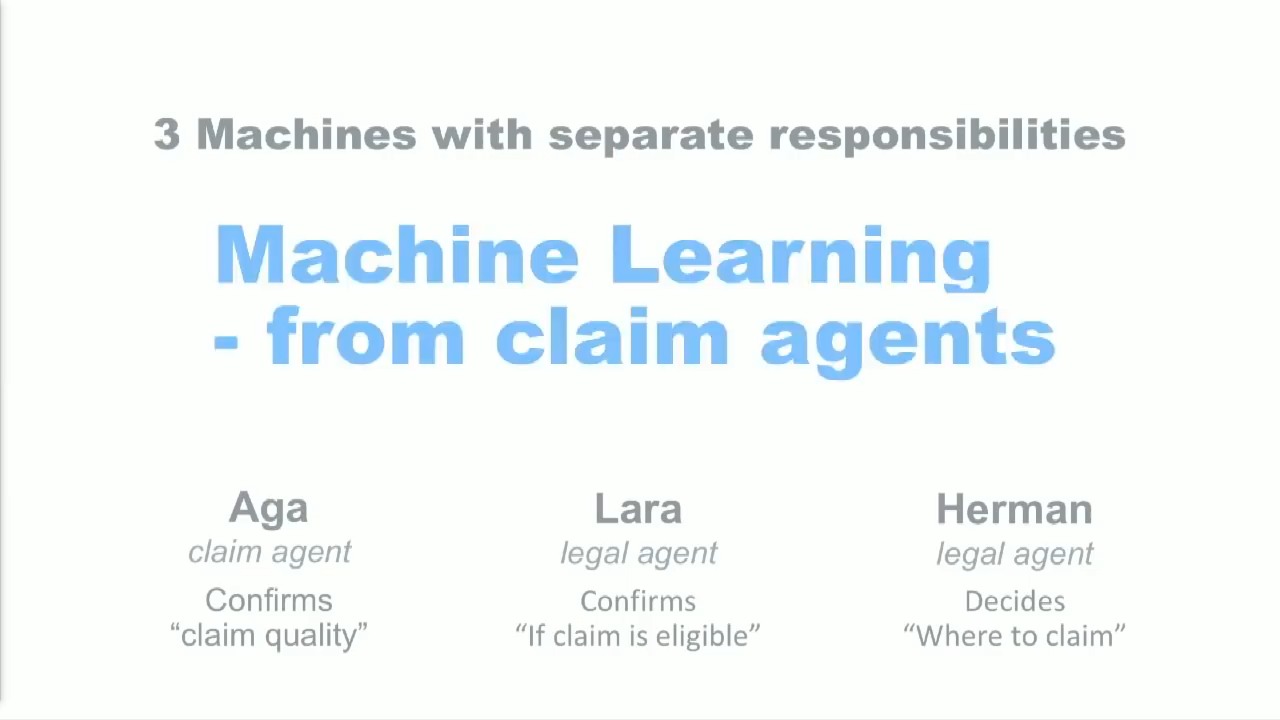 3 Machines with separate responsibilities
Machine Learning
- from claim agents
Aga
claim agent
Confirms
“claim quality”
Lara
legal agent
Confirms
“If claim is eligible”
Herman
legal agent
Decides
“Where to claim”